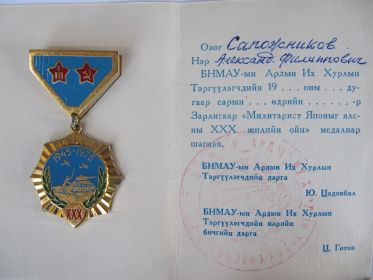 Овог Сапожников.
Нэр Александр Филиппович
БНМАУ-ын Ардын Их Хурлын
Тэргүүлэгчдийн 19 ... оны ... ду-
гаар сарын ... өдрийн ........-р
Зарлигаар «Милитарист Японыг ялс-
ны XXX жилийн ойн» медалиар
шагнав.
БНМАУ-ын Ардын Их Хурлын
Тэргүүлэгчдийн дарга
Ю. Цэдэнбал
БНМАУ-ын Ардын Их Хурлын
Тэргүүлэгчдийн нарийн
бичгийн дарга
Ц. Готов
1945-1975
XXX